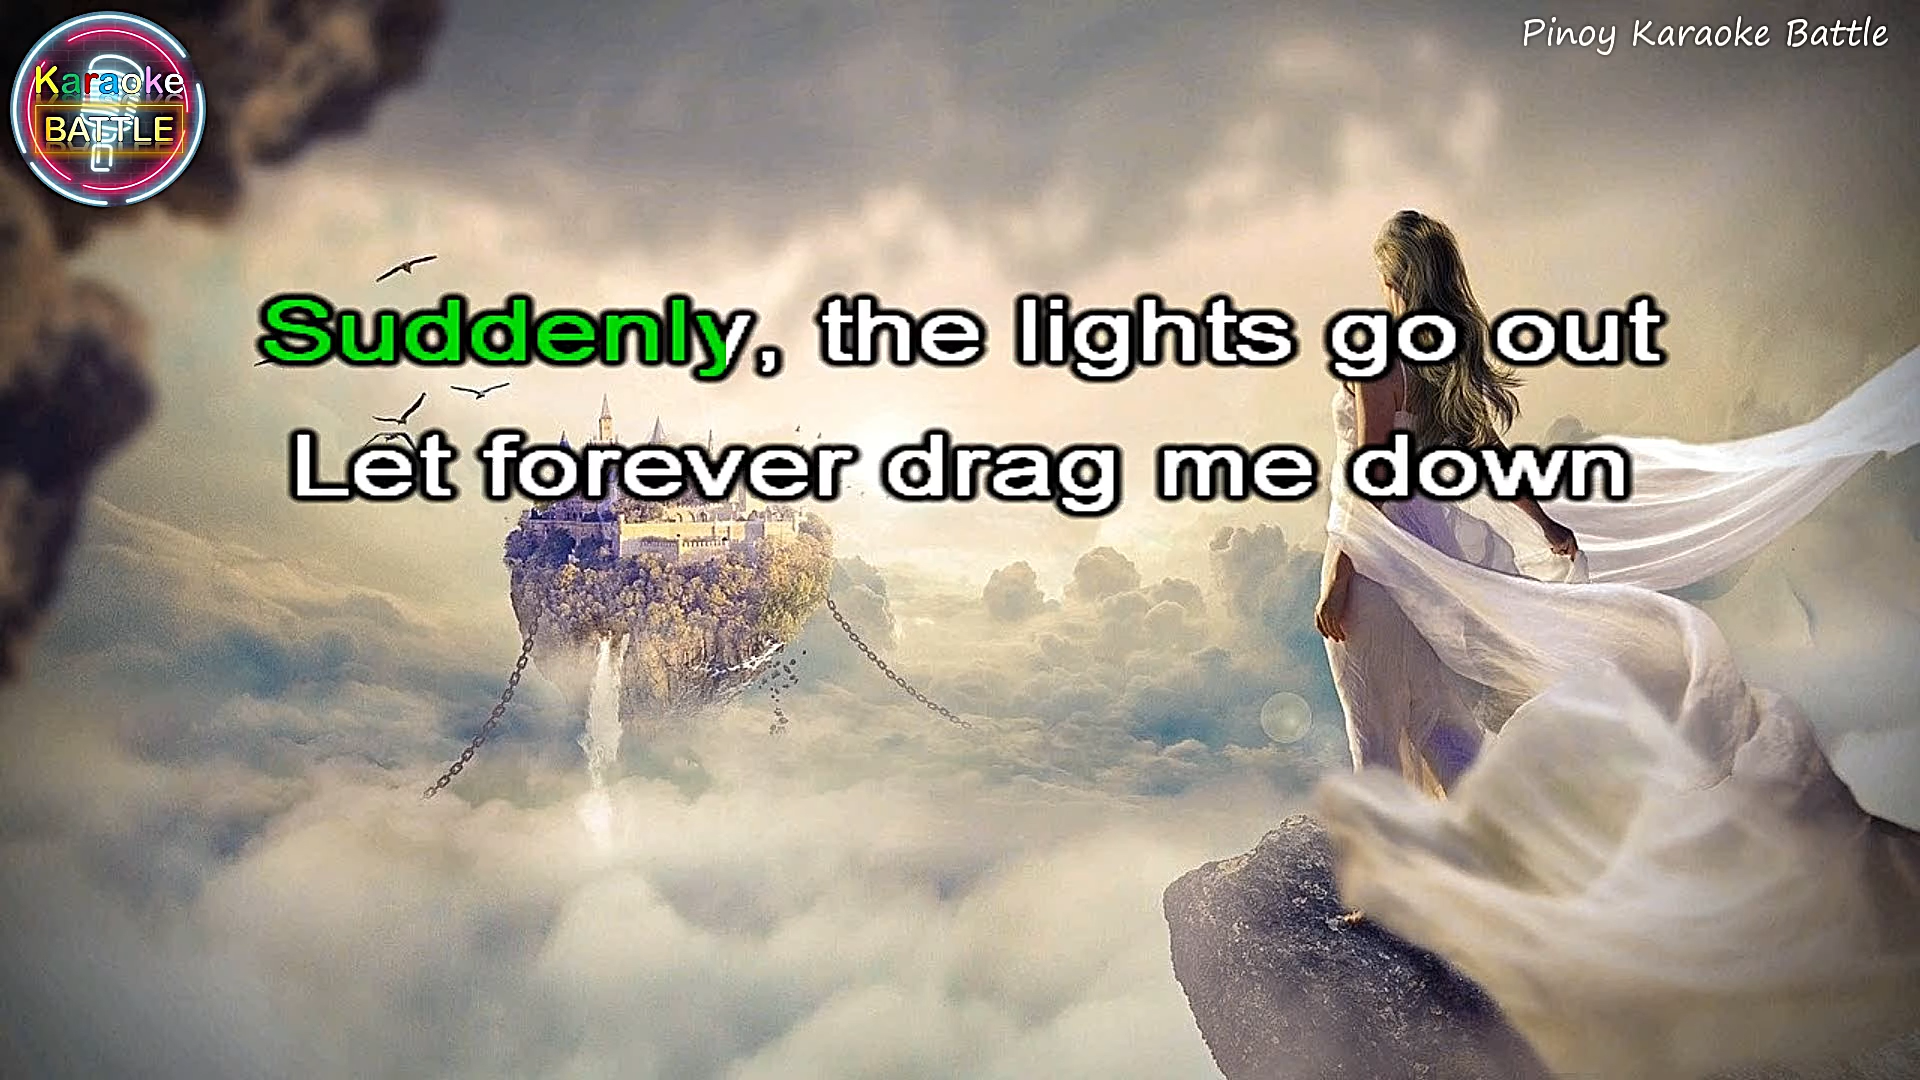 Karaoke
BATTLE
Pinoy Karaoke Battle
Suddenly, the lights go out
Let forever drag me down